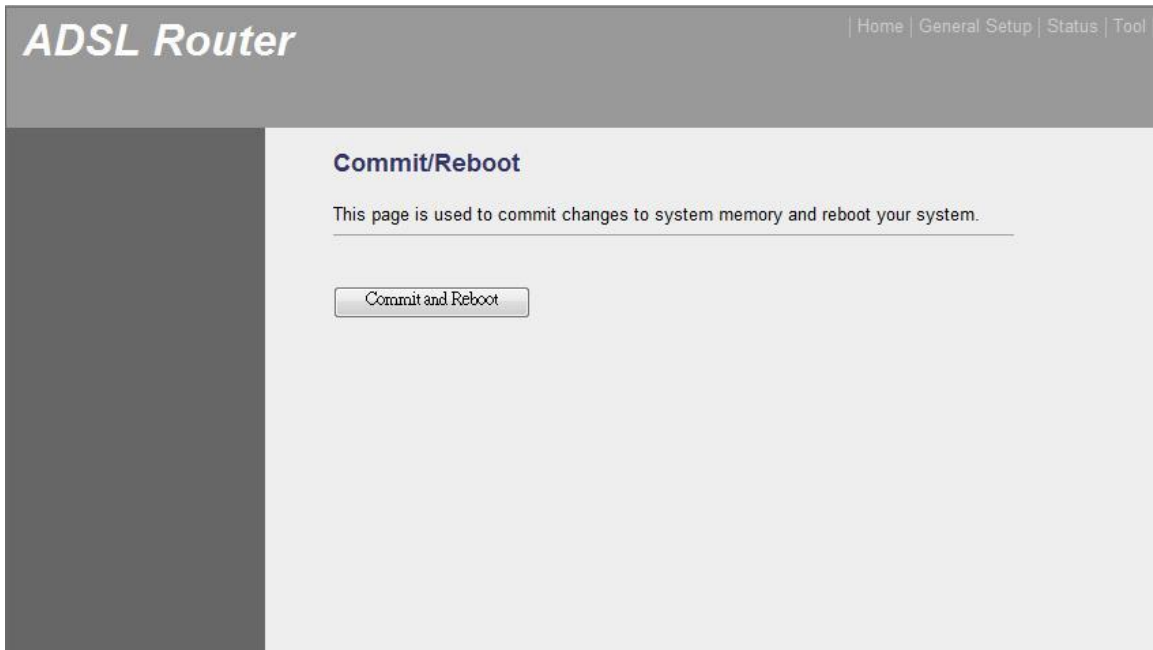 ADSL Router
| Home | General Setup | Status | Tool
Commit/Reboot
This page is used to commit changes to system memory and reboot your system.
Commit and Reboot